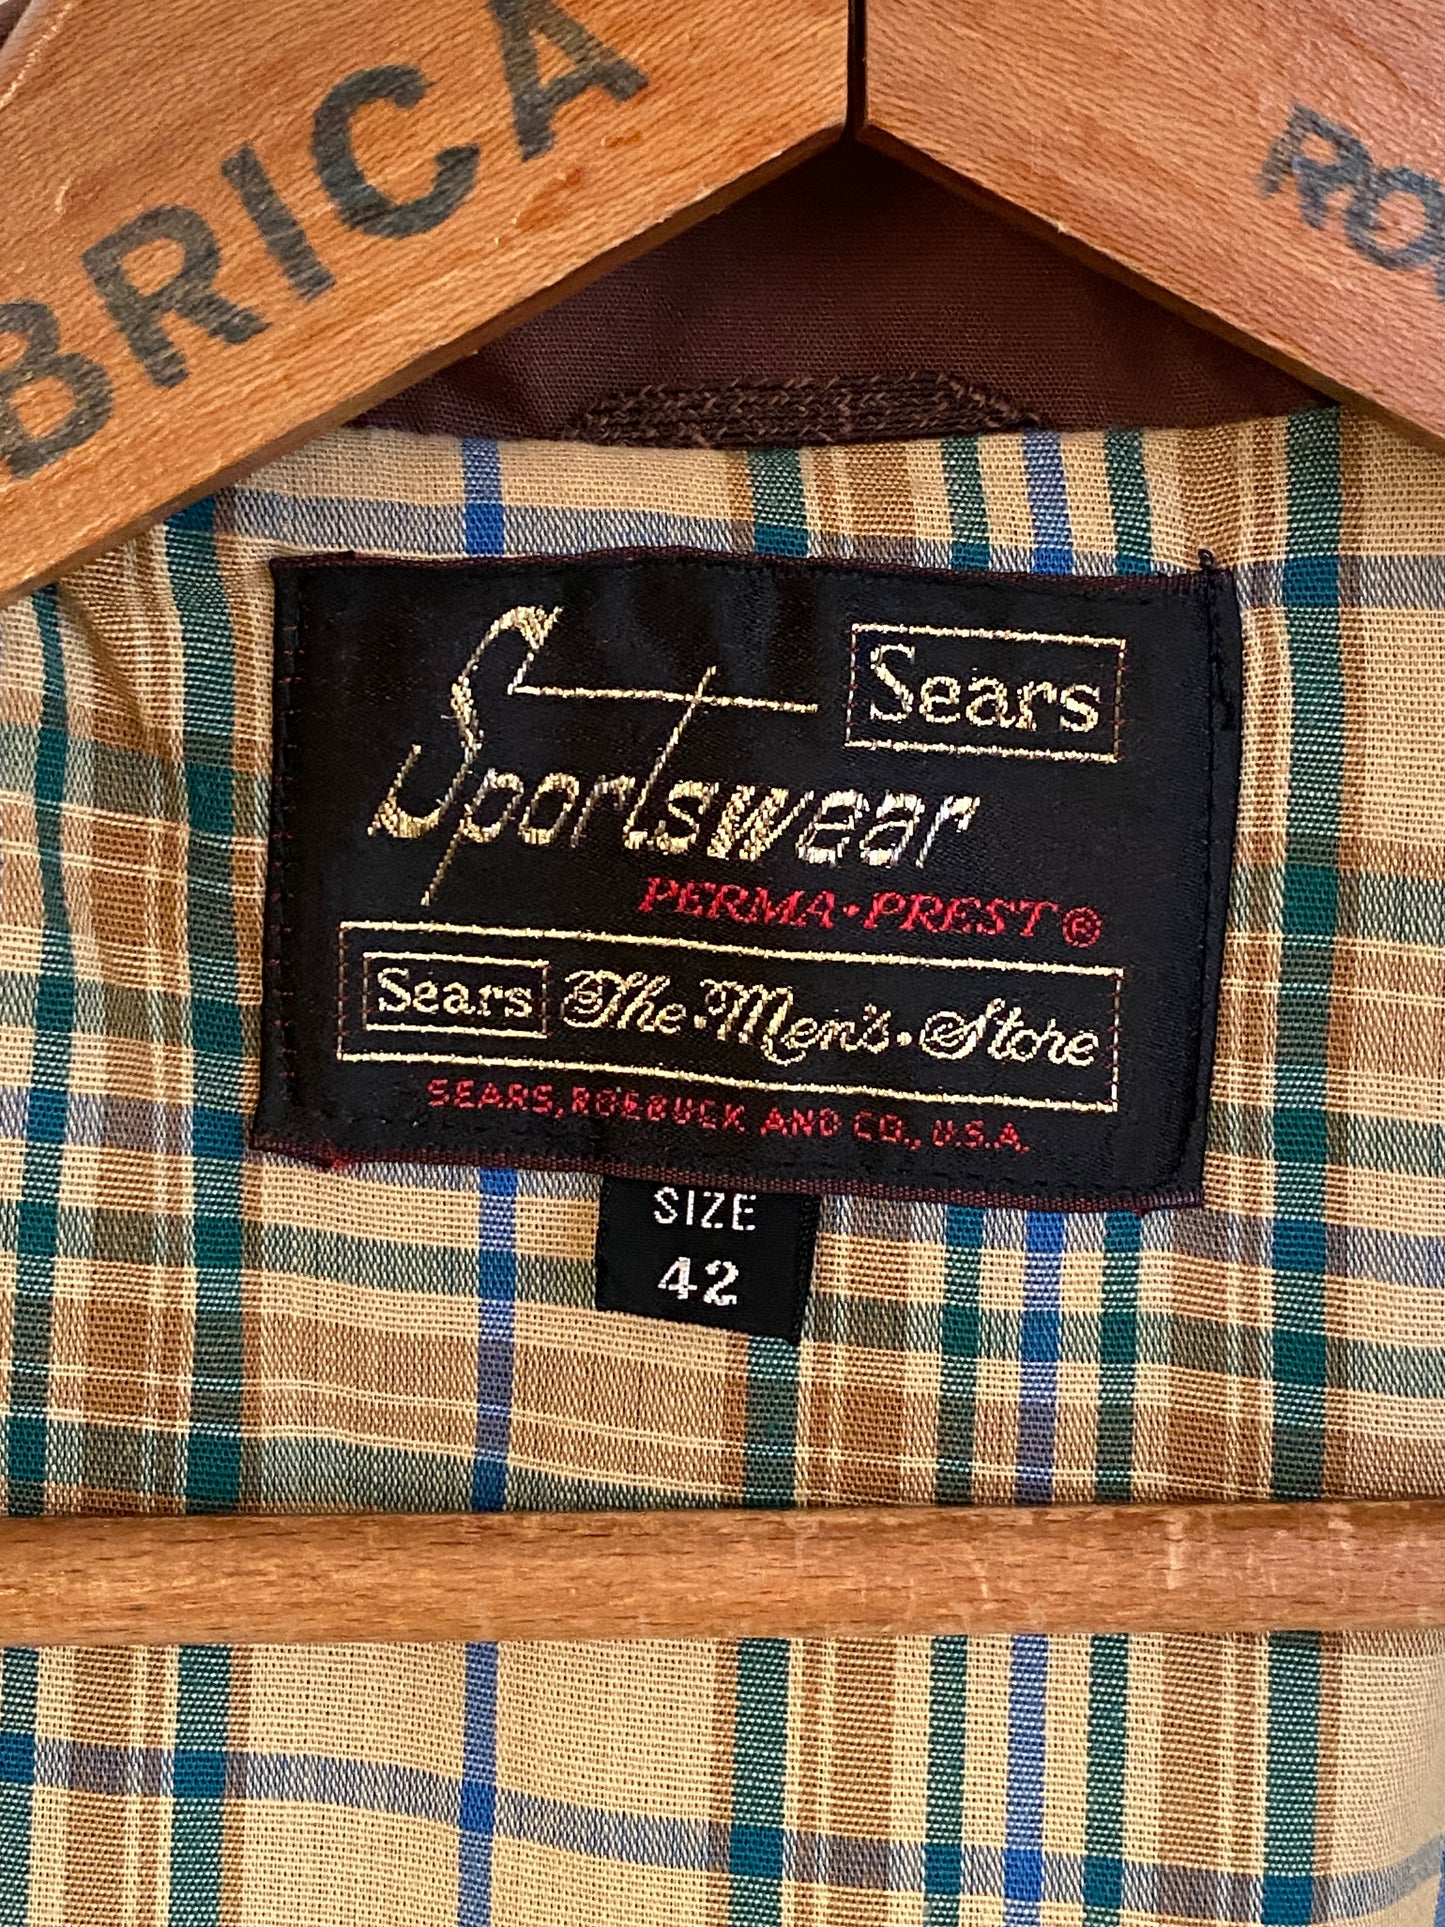 BRICA
Sears
Sportswear
PERMA·PREST®
Sears The·Men's·Store
SEARS, ROEBUCK AND CO., U.S.A.
SIZE
42